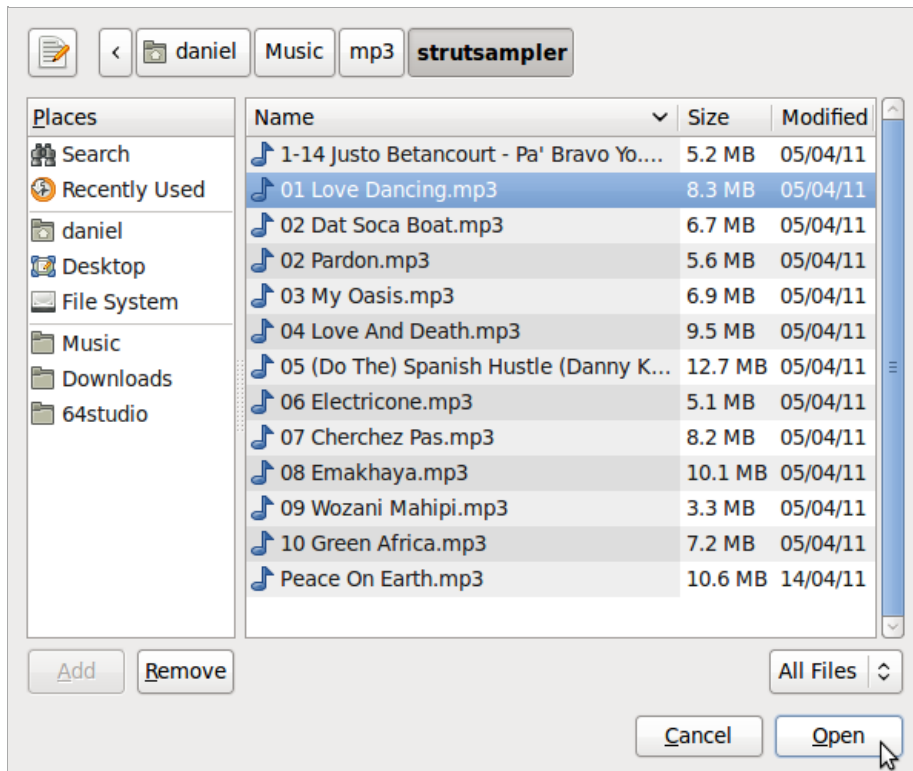 ‹ daniel Music mp3 strutsampler
Places
Search
Recently Used
daniel
Desktop
File System
Music
Downloads
64studio
Name Size Modified
1-14 Justo Betancourt - Pa' Bravo Yo.... 5.2 MB 05/04/11
01 Love Dancing.mp3 8.3 MB 05/04/11
02 Dat Soca Boat.mp3 6.7 MB 05/04/11
02 Pardon.mp3 5.6 MB 05/04/11
03 My Oasis.mp3 6.9 MB 05/04/11
04 Love And Death.mp3 9.5 MB 05/04/11
05 (Do The) Spanish Hustle (Danny K... 12.7 MB 05/04/11
06 Electricone.mp3 5.1 MB 05/04/11
07 Cherchez Pas.mp3 8.2 MB 05/04/11
08 Emakhaya.mp3 10.1 MB 05/04/11
09 Wozani Mahipi.mp3 3.3 MB 05/04/11
10 Green Africa.mp3 7.2 MB 05/04/11
Peace On Earth.mp3 10.6 MB 14/04/11
Add Remove All Files
Cancel Open